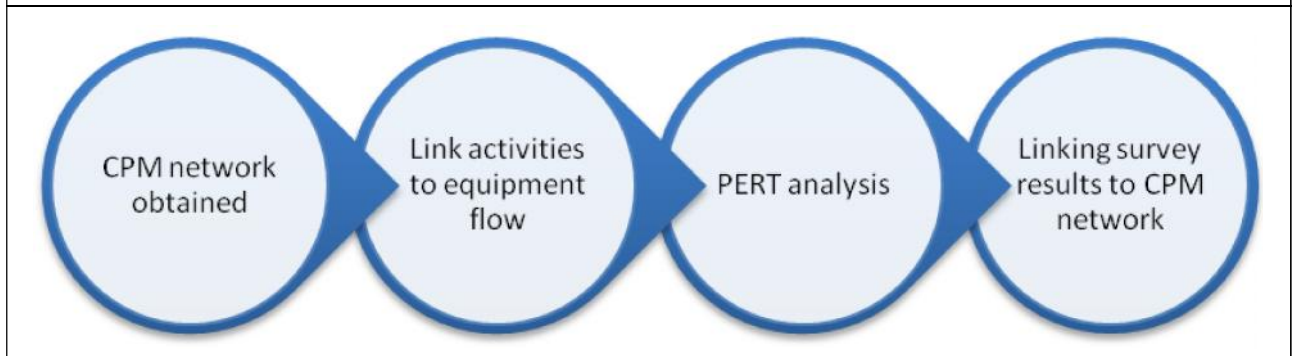 CPM network
obtained
Link activities
to equipment
flow
PERT analysis
Linking survey
results to CPM
network